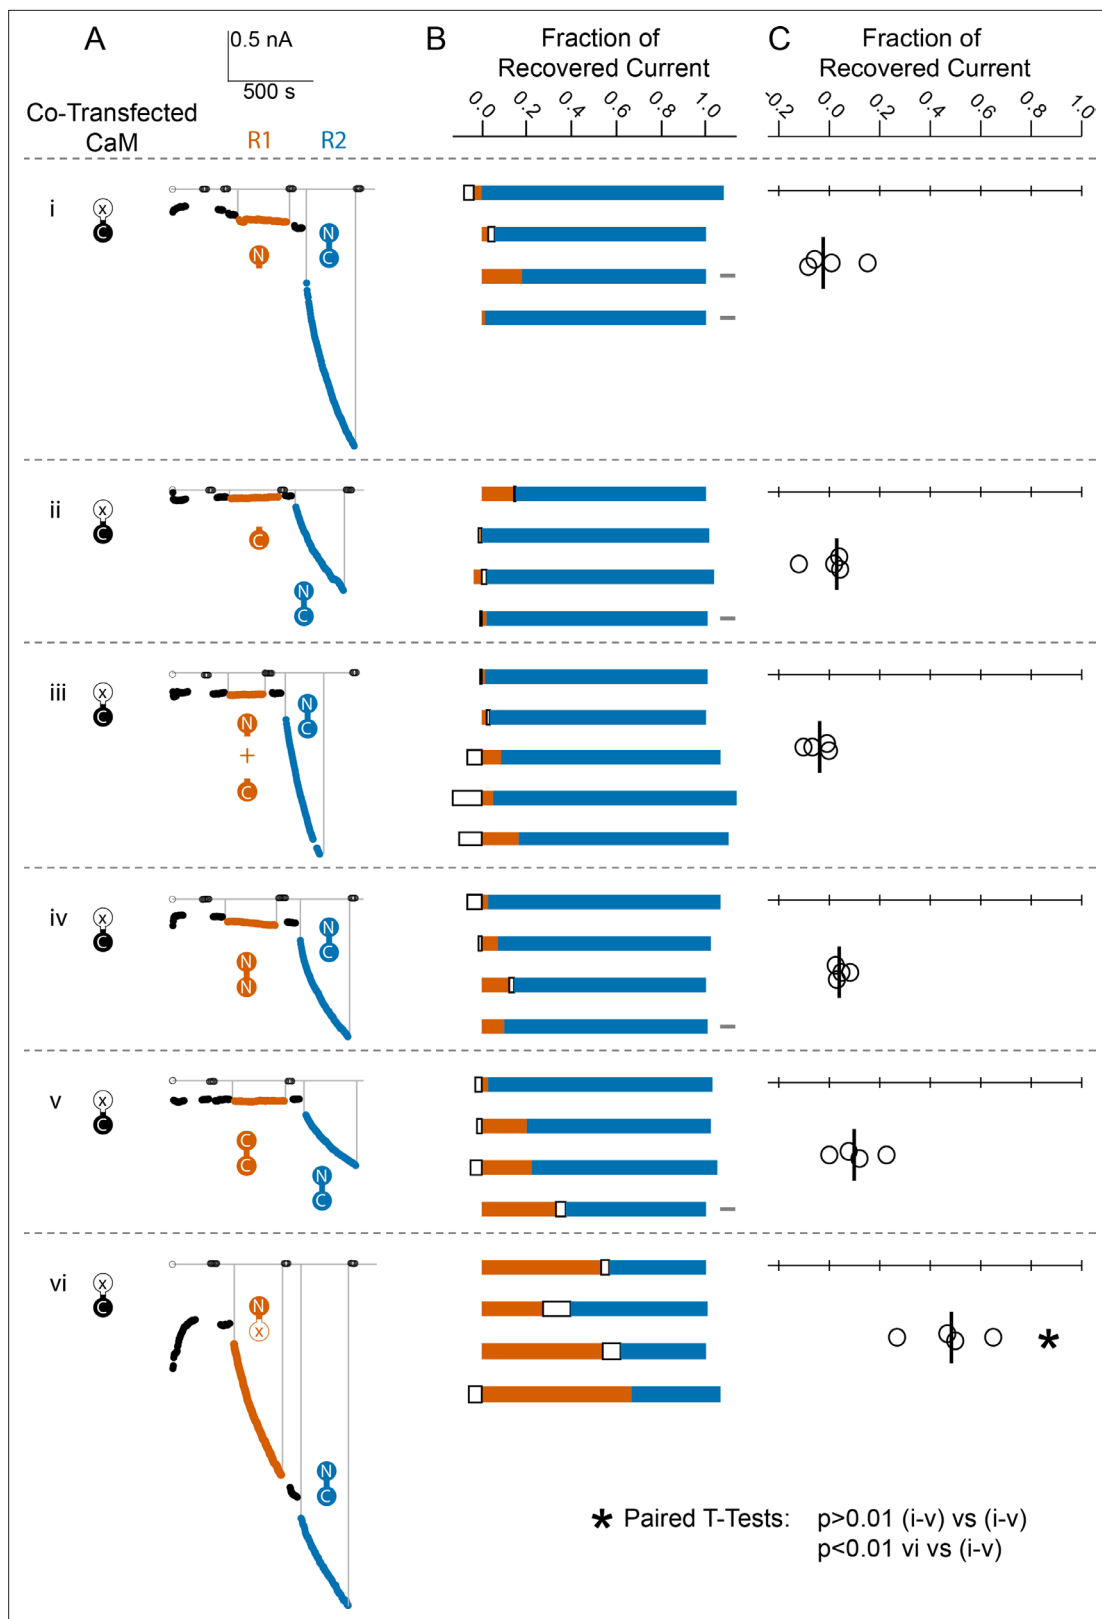 A
0.5 nA
500 s
Co-Transfected
CaM
R1
R2
B
Fraction of
Recovered Current
0.0 0.2 0.4 0.6 0.8 1.0
C
Fraction of
Recovered Current
-0.2 0.0 0.2 0.4 0.6 0.8 1.0
i
x
C
N
N
C
ii
x
C
C
N
C
iii
x
C
N
+
C
N
C
iv
x
C
N
N
N
C
v
x
C
C
C
N
C
vi
x
C
N
x
N
C
* Paired T-Tests: p>0.01 (i-v) vs (i-v)
p<0.01 vi vs (i-v)
*